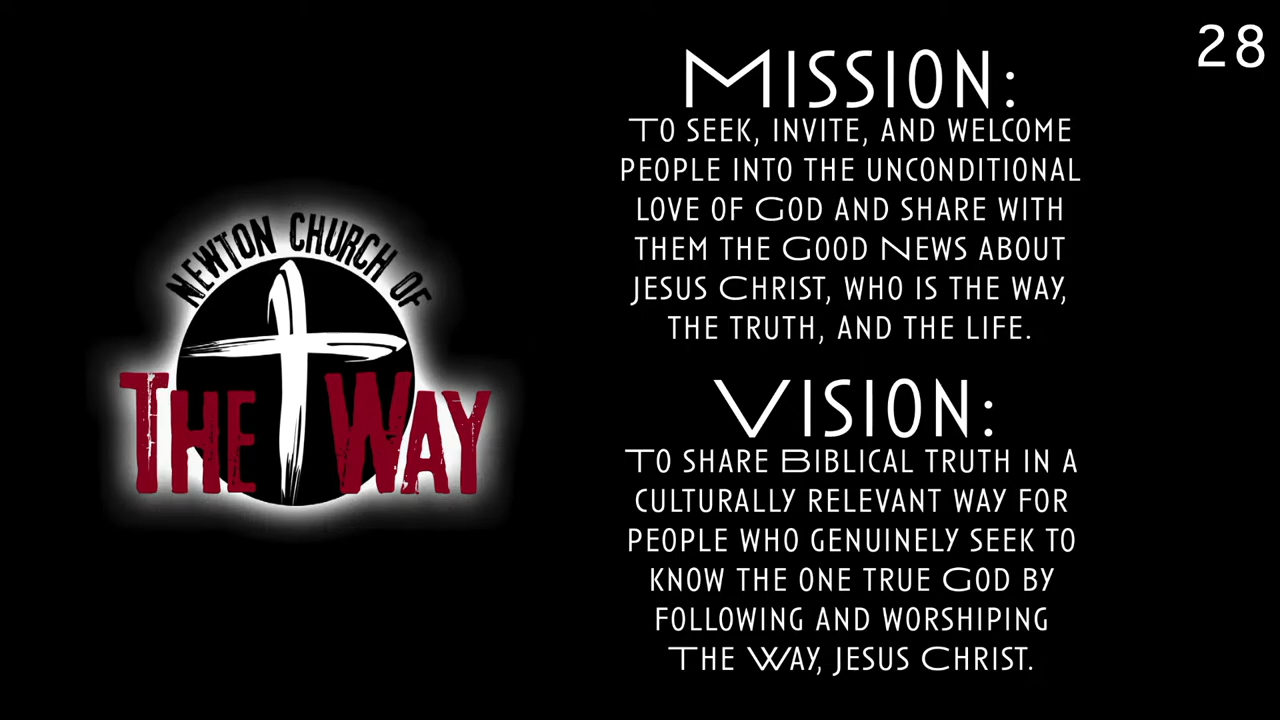 28
NEWTON CHURCH OF
THE WAY
MISSION:
TO SEEK, INVITE, AND WELCOME
PEOPLE INTO THE UNCONDITIONAL
LOVE OF GOD AND SHARE WITH
THEM THE GOOD NEWS ABOUT
JESUS CHRIST, WHO IS THE WAY,
THE TRUTH, AND THE LIFE.
VISION:
TO SHARE BIBLICAL TRUTH IN A
CULTURALLY RELEVANT WAY FOR
PEOPLE WHO GENUINELY SEEK TO
KNOW THE ONE TRUE GOD BY
FOLLOWING AND WORSHIPING
THE WAY, JESUS CHRIST.